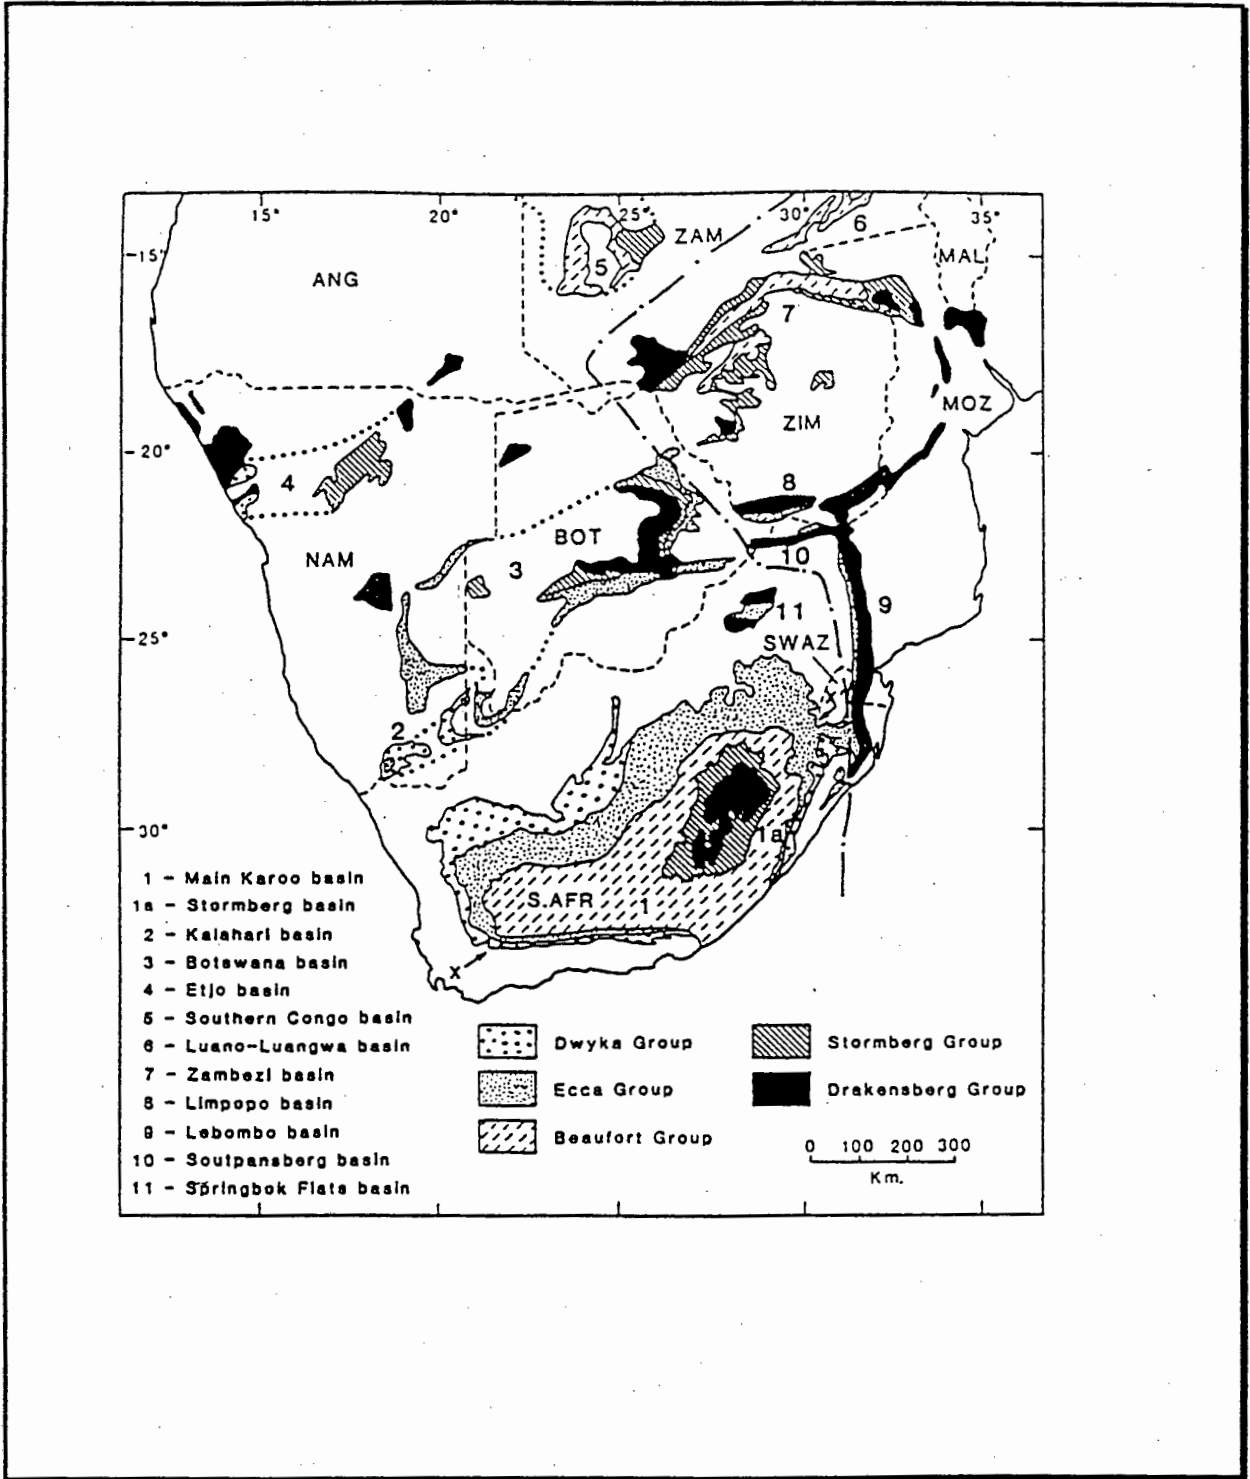 15° 20° 25° 30° 35°
ZAM
6
-15°
ANG
5
MAL
7
MOZ
ZIM
-20°
4
8
BOT
NAM
3
10
9
11
-25°
SWAZ
2
-30°
1a
S.AFR 1
X
1 - Main Karoo basin
1a - Stormberg basin
2 - Kalahari basin
3 - Botswana basin
4 - Etjo basin
5 - Southern Congo basin
6 - Luano-Luangwa basin
7 - Zambezi basin
8 - Limpopo basin
9 - Lebombo basin
10 - Soutpansberg basin
11 - Springbok Flats basin
Dwyka Group
Ecca Group
Beaufort Group
Stormberg Group
Drakensberg Group
0 100 200 300
Km.